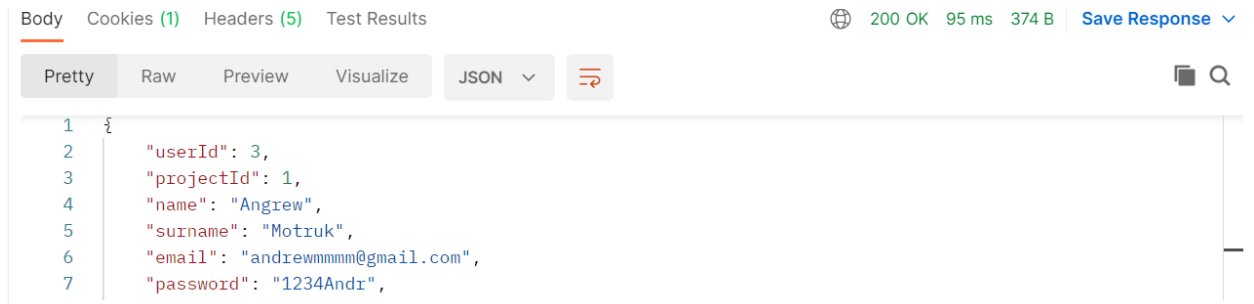 Body Cookies (1) Headers (5) Test Results 200 OK 95 ms 374 B Save Response
Pretty Raw Preview Visualize JSON
1 {
2 "userId": 3,
3 "projectId": 1,
4 "name": "Angrew",
5 "surname": "Motruk",
6 "email": "andrewmmmm@gmail.com",
7 "password": "1234Andr",